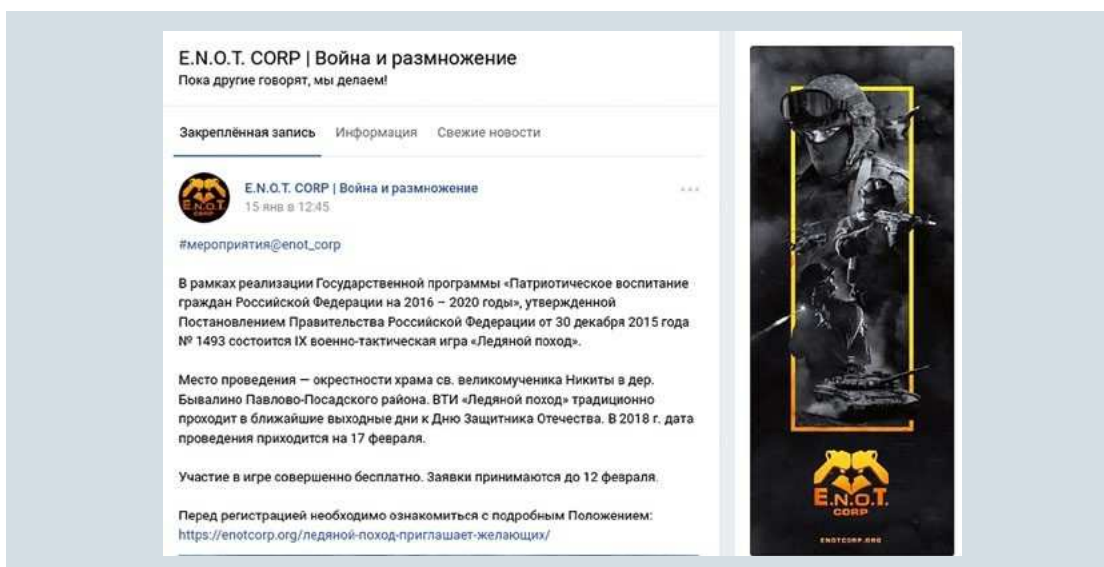 E.N.O.T. CORP | Война и размножение
Пока другие говорят, мы делаем!
Закреплённая запись Информация Свежие новости
E.N.O.T. CORP | Война и размножение
15 янв в 12:45
#мероприятия@enot_corp
В рамках реализации Государственной программы «Патриотическое воспитание
граждан Российской Федерации на 2016 – 2020 годы», утвержденной
Постановлением Правительства Российской Федерации от 30 декабря 2015 года
№ 1493 состоится IX военно-тактическая игра «Ледяной поход».
Место проведения — окрестности храма св. великомученика Никиты в дер.
Бывалино Павлово-Посадского района. ВТИ «Ледяной поход» традиционно
проходит в ближайшие выходные дни к Дню Защитника Отечества. В 2018 г. дата
проведения приходится на 17 февраля.
Участие в игре совершенно бесплатно. Заявки принимаются до 12 февраля.
Перед регистрацией необходимо ознакомиться с подробным Положением:
https://enotcorp.org/ледяной-поход-приглашает-желающих/
E.N.O.T
CORP
E.N.O.T.
CORP
ENOTCORP.ORG